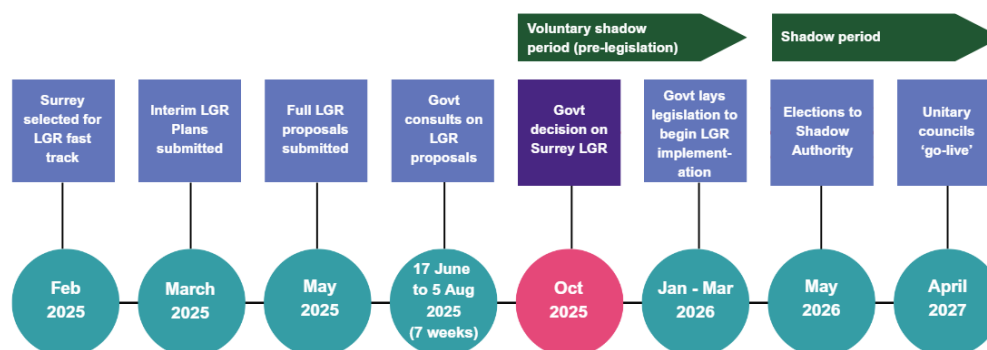 Voluntary shadow
period (pre-legislation)
Shadow period
Surrey
selected for
LGR fast
track
Interim LGR
Plans
submitted
Full LGR
proposals
submitted
Govt
consults on
LGR
proposals
Govt
decision on
Surrey LGR
Govt lays
legislation to
begin LGR
implement-
ation
Elections to
Shadow
Authority
Unitary
councils
‘go-live’
Feb
2025
March
2025
May
2025
17 June
to 5 Aug
2025
(7 weeks)
Oct
2025
Jan - Mar
2026
May
2026
April
2027